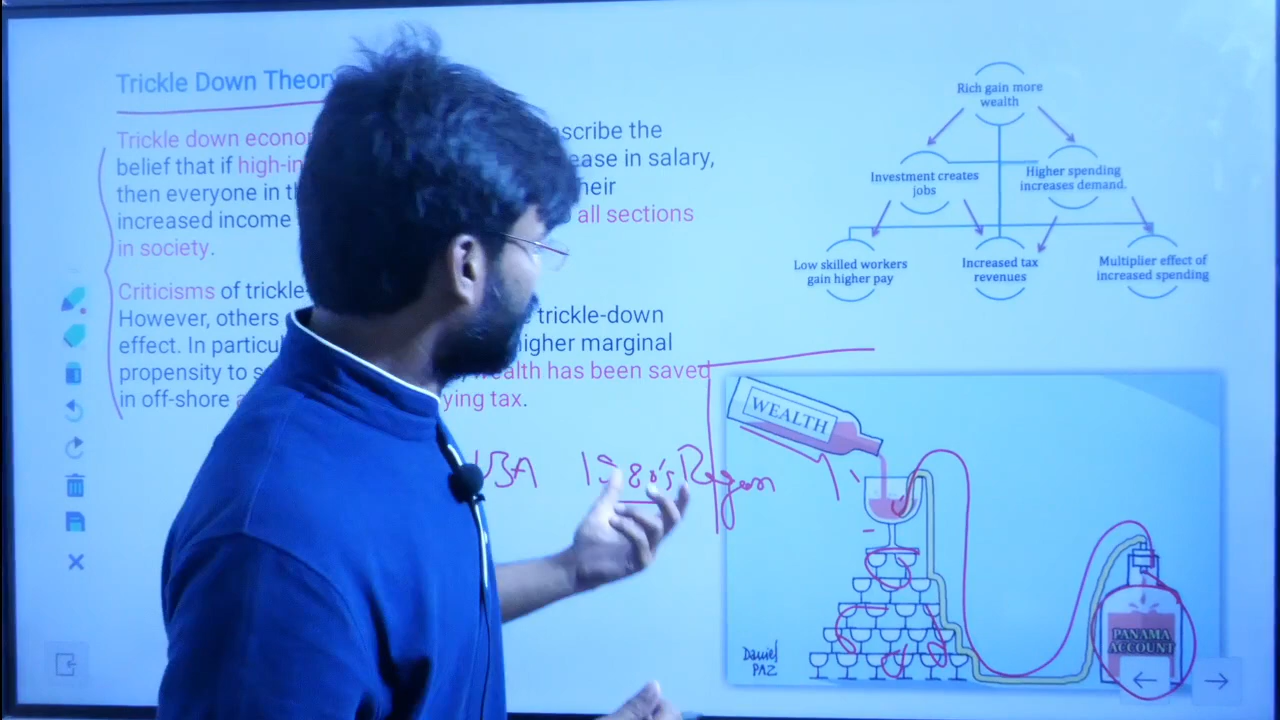 Trickle Down Theory
Trickle down econo scribe the
belief that if high-in ease in salary,
then everyone in th heir
increased income all sections
in society.
Criticisms of trickle-
However, others trickle-down
effect. In particul igher marginal
propensity to s wealth has been saved
in off-shore ying tax.
USA 1980's Regan
Rich gain more
wealth
Investment creates
jobs
Higher spending
increases demand.
Low skilled workers
gain higher pay
Increased tax
revenues
Multiplier effect of
increased spending
WEALTH
PANAMA
ACCOUNT
Daniel
PAZ